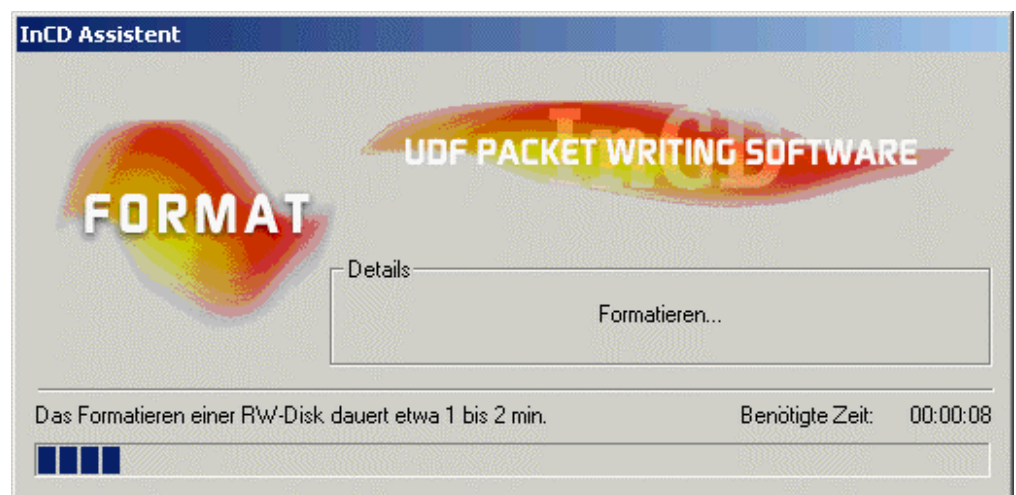 InCD Assistent
InCD
UDF PACKET WRITING SOFTWARE
FORMAT
Details
Formatieren...
Das Formatieren einer RW-Disk dauert etwa 1 bis 2 min. Benötigte Zeit: 00:00:08